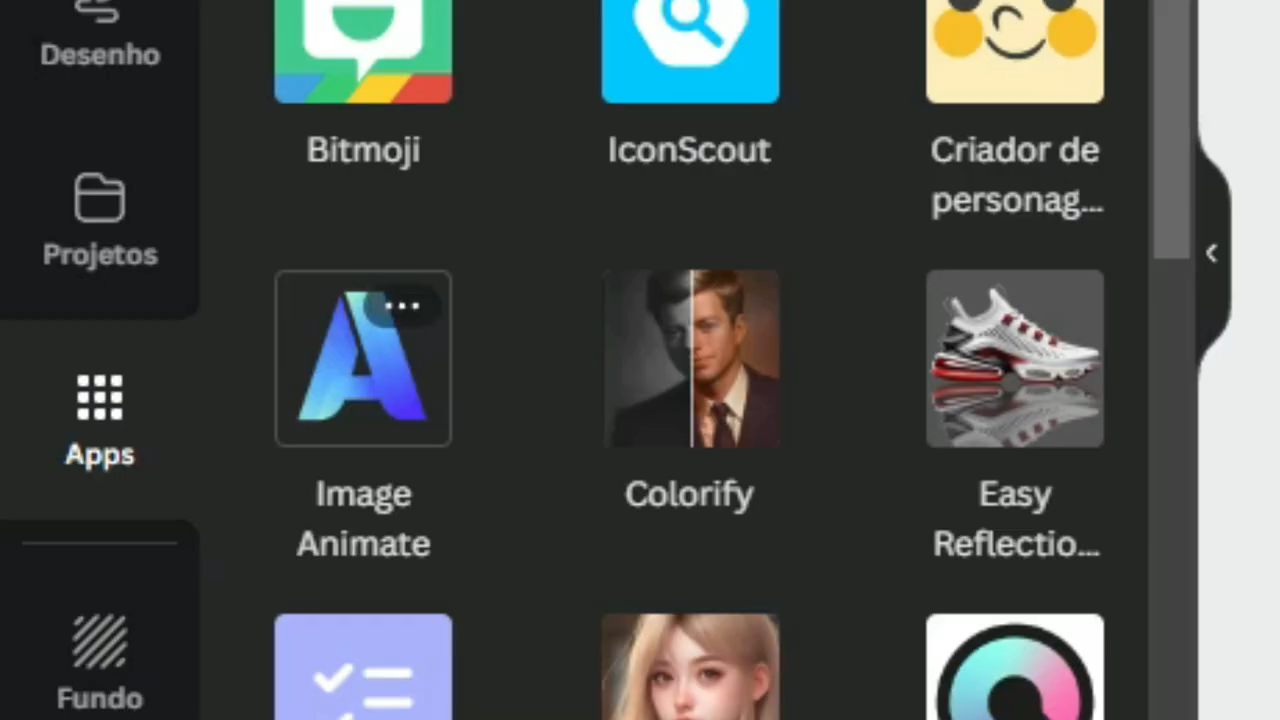 Desenho
Bitmoji
IconScout
Criador de
personag...
Projetos
Apps
Image
Animate
Colorify
Easy
Reflectio...
Fundo